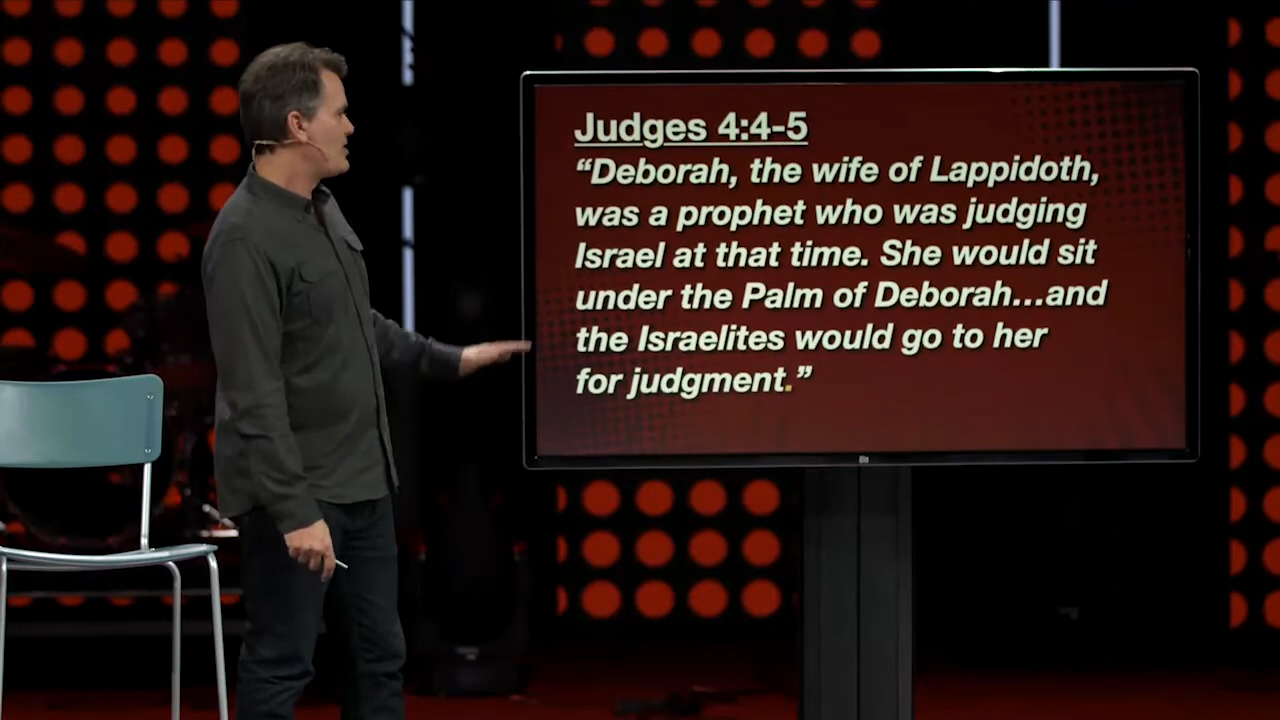 Judges 4:4-5
“Deborah, the wife of Lappidoth,
was a prophet who was judging
Israel at that time. She would sit
under the Palm of Deborah...and
the Israelites would go to her
for judgment.”